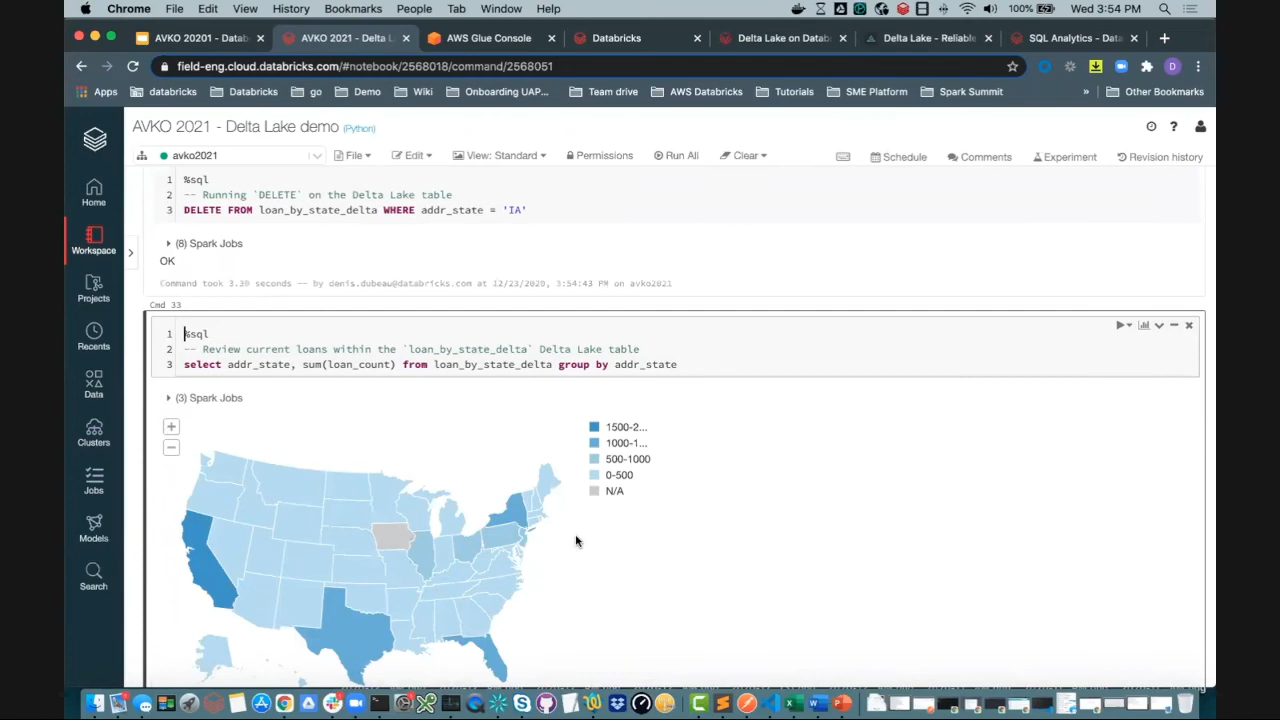 Chrome File Edit View History Bookmarks People Tab Window Help 100% Wed 3:54 PM
AVKO 20201 - Datab AVKO 2021 - Delta L AWS Glue Console Databricks Delta Lake on Datab Delta Lake - Reliable SQL Analytics - Data
field-eng.cloud.databricks.com/#notebook/2568018/command/2568051
Apps databricks Databricks go Demo Wiki Onboarding UAP... Team drive AWS Databricks Tutorials SME Platform Spark Summit » Other Bookmarks
AVKO 2021 - Delta Lake demo (Python)
avko2021 File Edit View: Standard Permissions Run All Clear Schedule Comments Experiment Revision history
Home
Workspace
Projects
Recents
Data
Clusters
Jobs
Models
Search
1 %sql
2 -- Running `DELETE` on the Delta Lake table
3 DELETE FROM loan_by_state_delta WHERE addr_state = 'IA'
(8) Spark Jobs
OK
Command took 3.30 seconds -- by denis.dubeau@databricks.com at 12/23/2020, 3:54:43 PM on avko2021
Cmd 33
1 %sql
2 -- Review current loans within the `loan_by_state_delta` Delta Lake table
3 select addr_state, sum(loan_count) from loan_by_state_delta group by addr_state
(3) Spark Jobs
1500-2...
1000-1...
500-1000
0-500
N/A